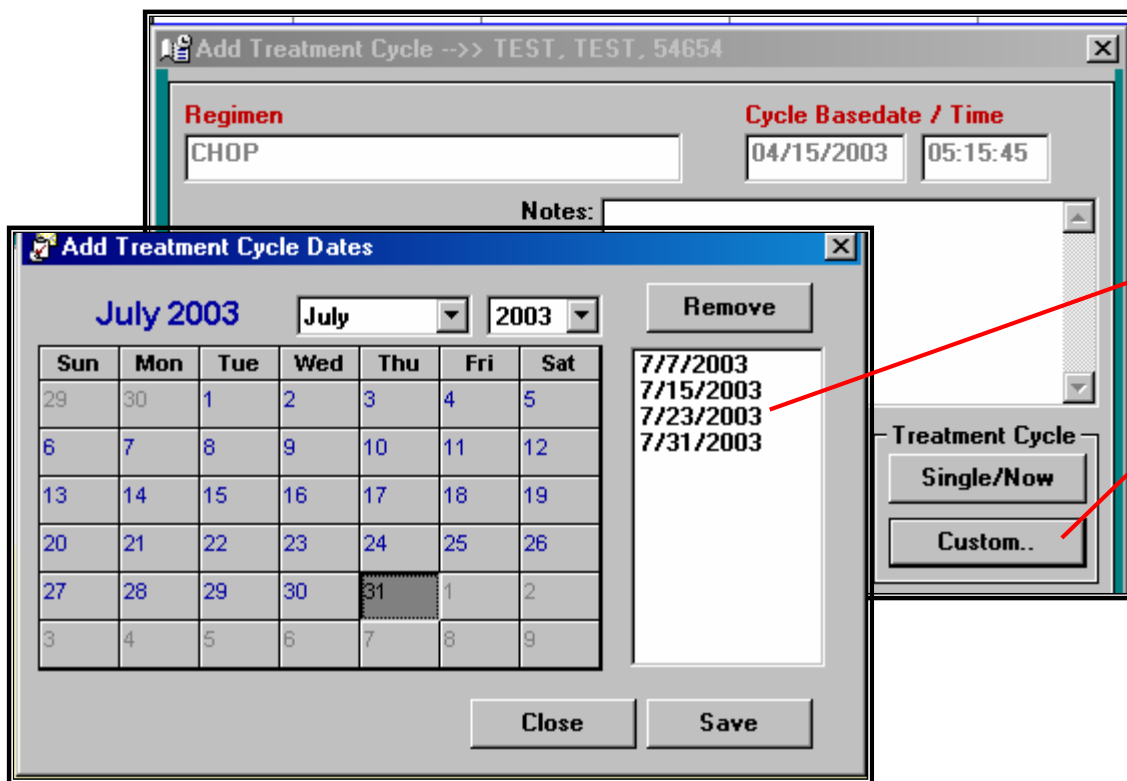 Add Treatment Cycle -->> TEST, TEST, 54654
Regimen
Cycle Basedate / Time
CHOP
04/15/2003
05:15:45
Notes:
Treatment Cycle
Single/Now
Custom..
Add Treatment Cycle Dates
July 2003
July
2003
Remove
Sun Mon Tue Wed Thu Fri Sat
29 30 1 2 3 4 5
6 7 8 9 10 11 12
13 14 15 16 17 18 19
20 21 22 23 24 25 26
27 28 29 30 31 1 2
3 4 5 6 7 8 9
7/7/2003
7/15/2003
7/23/2003
7/31/2003
Close
Save